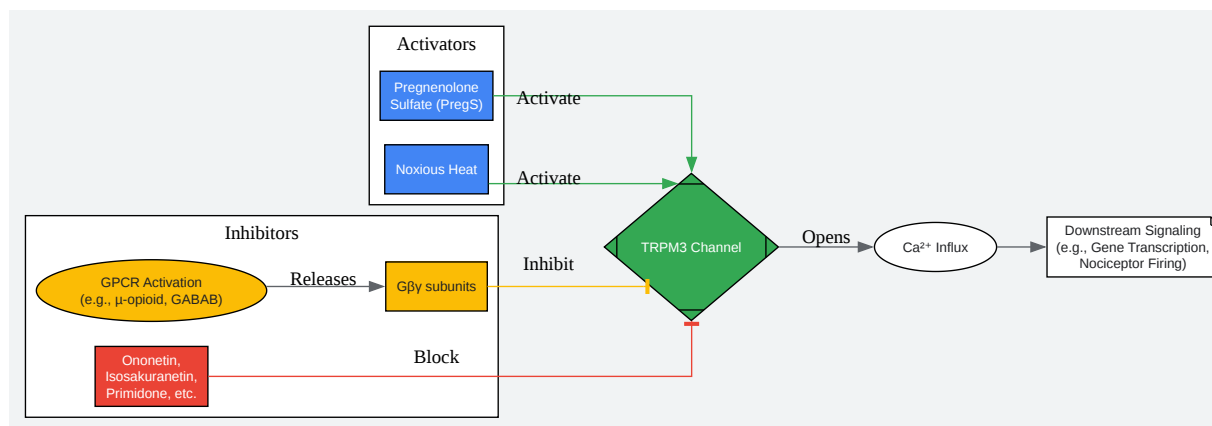 Activators
Pregnenolone
Sulfate (PregS)
Activate
Noxious Heat
Activate
Inhibitors
GPCR Activation
(e.g., µ-opioid, GABAB)
Releases
Gβγ subunits
Inhibit
Ononetin,
Isosakuranetin,
Primidone, etc.
Block
TRPM3 Channel
Opens
Ca²⁺ Influx
Downstream Signaling
(e.g., Gene Transcription,
Nociceptor Firing)